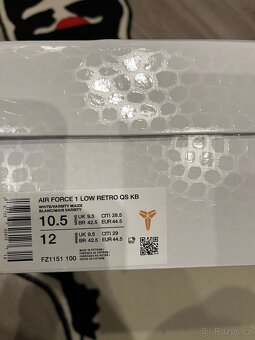 AIR FORCE 1 LOW RETRO QS KB
WHITE/VARSITY MAIZE
BLANC/MAIS VARSITY
10.5 UK 9.5 CM 28.5
BR 42.5 EUR 44.5
12 UK 9.5 CM 29
BR 42.5 EUR 44.5
FZ1151 100
MADE IN VIETNAM